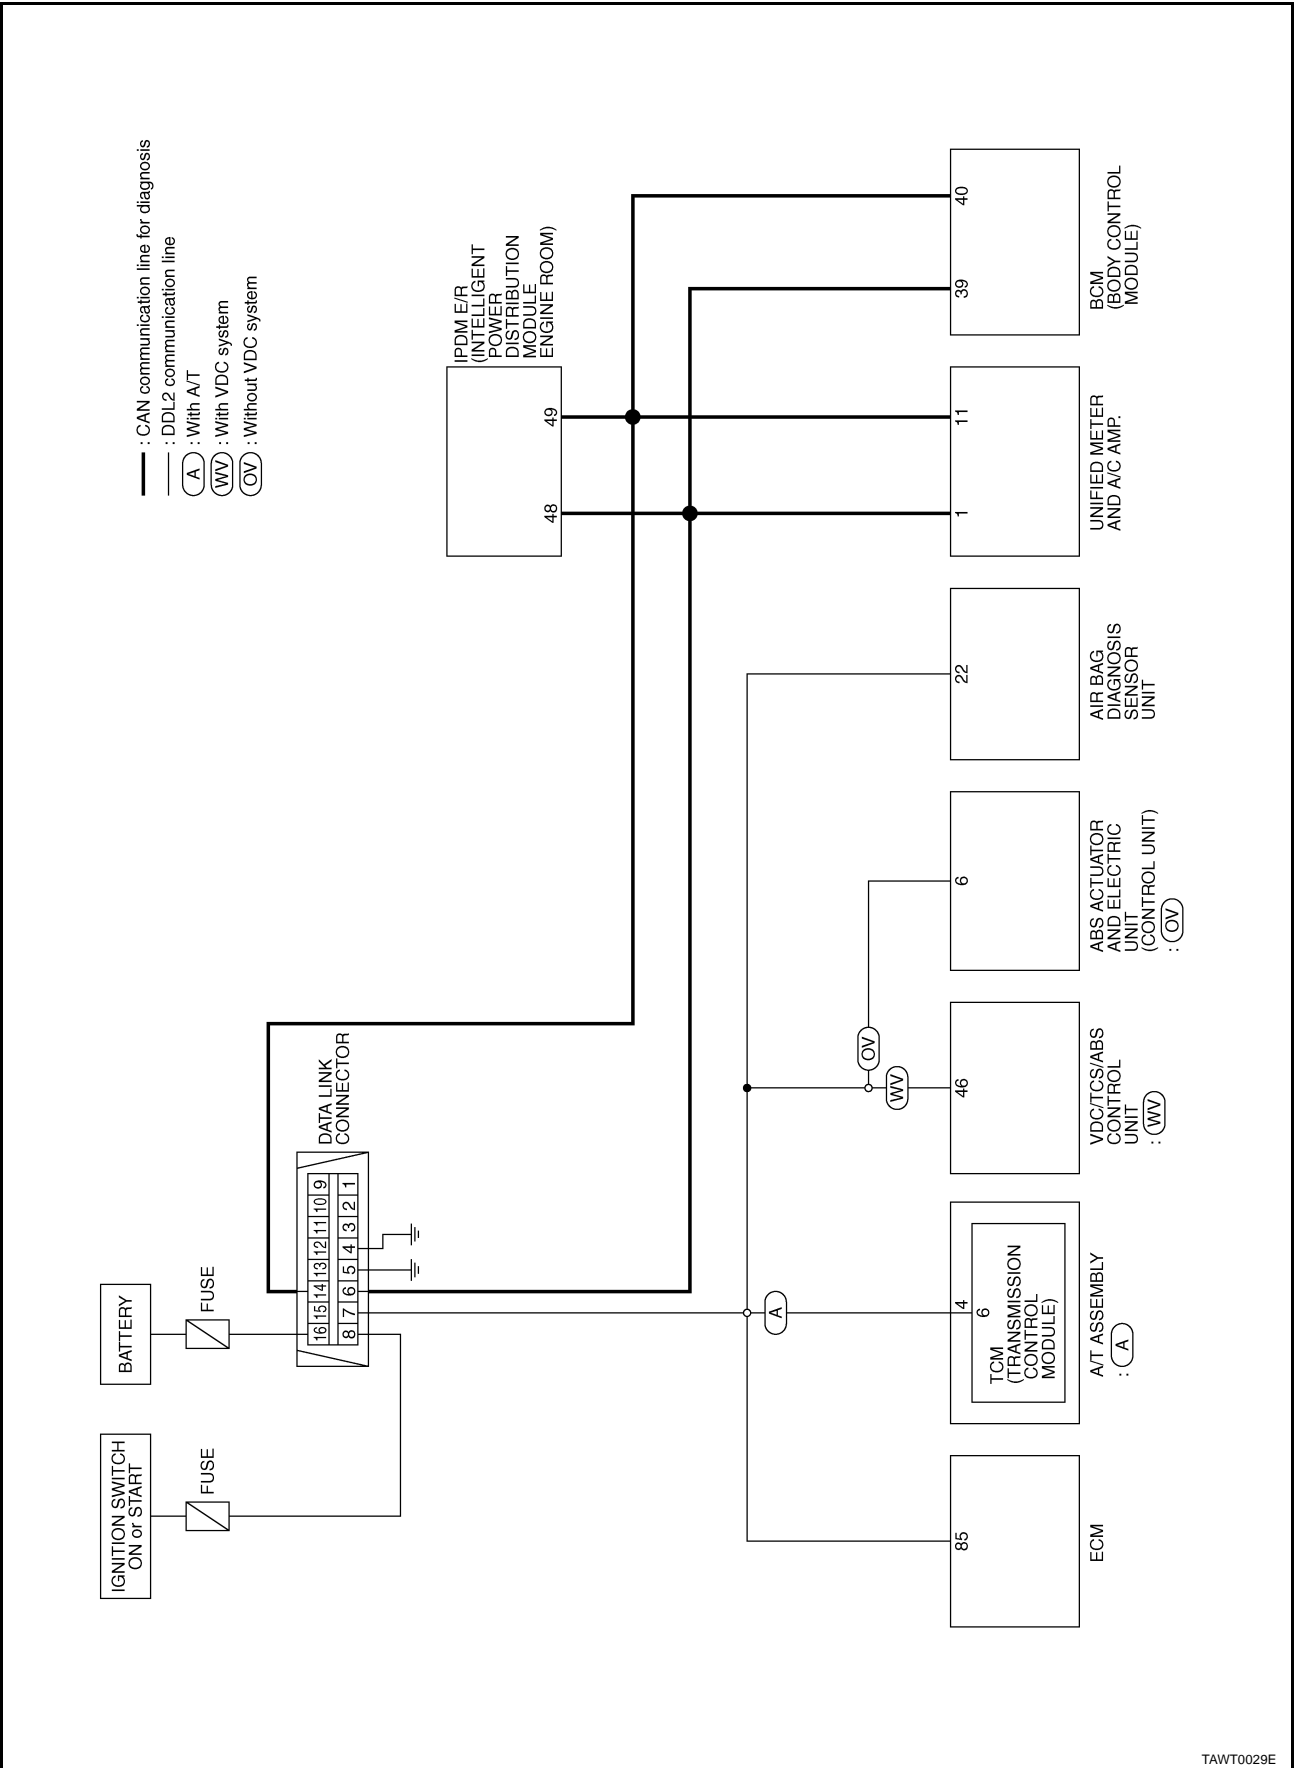 : CAN communication line for diagnosis
: DDL2 communication line
A : With A/T
WV : With VDC system
OV : Without VDC system
IGNITION SWITCH
ON or START
BATTERY
FUSE
FUSE
DATA LINK
CONNECTOR
16 15 14 13 12 11 10 9
8 7 6 5 4 3 2 1
IPDM E/R
(INTELLIGENT
POWER
DISTRIBUTION
MODULE
ENGINE ROOM)
48
49
A
OV
WV
85
ECM
4
6
TCM
(TRANSMISSION
CONTROL
MODULE)
A/T ASSEMBLY
: A
46
VDC/TCS/ABS
CONTROL
UNIT
: WV
6
ABS ACTUATOR
AND ELECTRIC
UNIT
(CONTROL UNIT)
: OV
22
AIR BAG
DIAGNOSIS
SENSOR
UNIT
1
11
UNIFIED METER
AND A/C AMP.
39
40
BCM
(BODY CONTROL
MODULE)
TAWT0029E